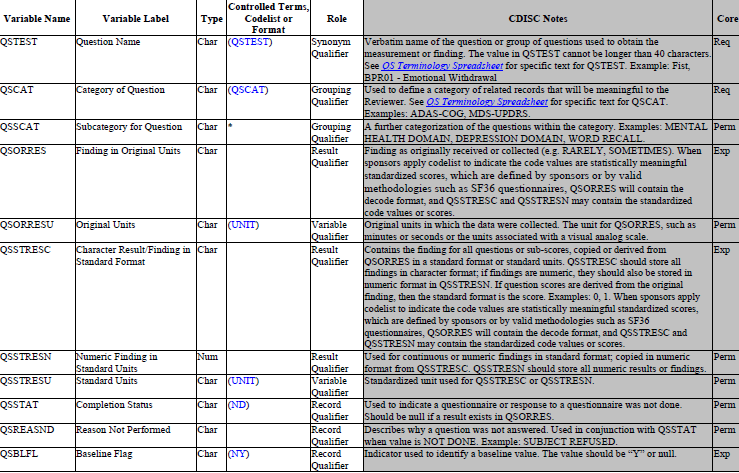 Variable Name Variable Label Type Controlled Terms, Codelist or Format Role CDISC Notes Core
QSTEST Question Name Char (QSTEST) Synonym Qualifier Verbatim name of the question or group of questions used to obtain the Req
measurement or finding. The value in QSTEST cannot be longer than 40 characters.
See QS Terminology Spreadsheet for specific text for QSTEST. Example: Fist,
BPR01 - Emotional Withdrawal
QSCAT Category of Question Char (QSCAT) Grouping Qualifier Used to define a category of related records that will be meaningful to the Req
Reviewer. See QS Terminology Spreadsheet for specific text for QSCAT.
Examples: ADAS-COG, MDS-UPDRS.
QSSCAT Subcategory for Question Char * Grouping Qualifier A further categorization of the questions within the category. Examples: MENTAL Perm
HEALTH DOMAIN, DEPRESSION DOMAIN, WORD RECALL.
QSORRES Finding in Original Units Char Result Qualifier Finding as originally received or collected (e.g. RARELY, SOMETIMES). When Exp
sponsors apply codelist to indicate the code values are statistically meaningful
standardized scores, which are defined by sponsors or by valid
methodologies such as SF36 questionnaires, QSORRES will contain the
decode format, and QSSTRESC and QSSTRESN may contain the standardized
code values or scores.
QSORRESU Original Units Char (UNIT) Variable Qualifier Original units in which the data were collected. The unit for QSORRES, such as Perm
minutes or seconds or the units associated with a visual analog scale.
QSSTRESC Character Result/Finding in Standard Format Char Result Qualifier Contains the finding for all questions or sub-scores, copied or derived from Exp
QSORRES in a standard format or standard units. QSSTRESC should store all
findings in character format; if findings are numeric, they should also be stored in
numeric format in QSSTRESN. If question scores are derived from the original
finding, then the standard format is the score. Examples: 0, 1. When sponsors apply
codelist to indicate the code values are statistically meaningful standardized scores,
which are defined by sponsors or by valid methodologies such as SF36
questionnaires, QSORRES will contain the decode format, and QSSTRESC and
QSSTRESN may contain the standardized code values or scores.
QSSTRESN Numeric Finding in Standard Units Num Result Qualifier Used for continuous or numeric findings in standard format; copied in numeric Perm
format from QSSTRESC. QSSTRESN should store all numeric results or findings.
QSSTRESU Standard Units Char (UNIT) Variable Qualifier Standardized unit used for QSSTRESC or QSSTRESN. Perm
QSSTAT Completion Status Char (ND) Record Qualifier Used to indicate a questionnaire or response to a questionnaire was not done. Perm
Should be null if a result exists in QSORRES.
QSREASND Reason Not Performed Char Record Qualifier Describes why a question was not answered. Used in conjunction with QSSTAT Perm
when value is NOT DONE. Example: SUBJECT REFUSED.
QSBLFL Baseline Flag Char (NY) Record Qualifier Indicator used to identify a baseline value. The value should be “Y” or null. Exp